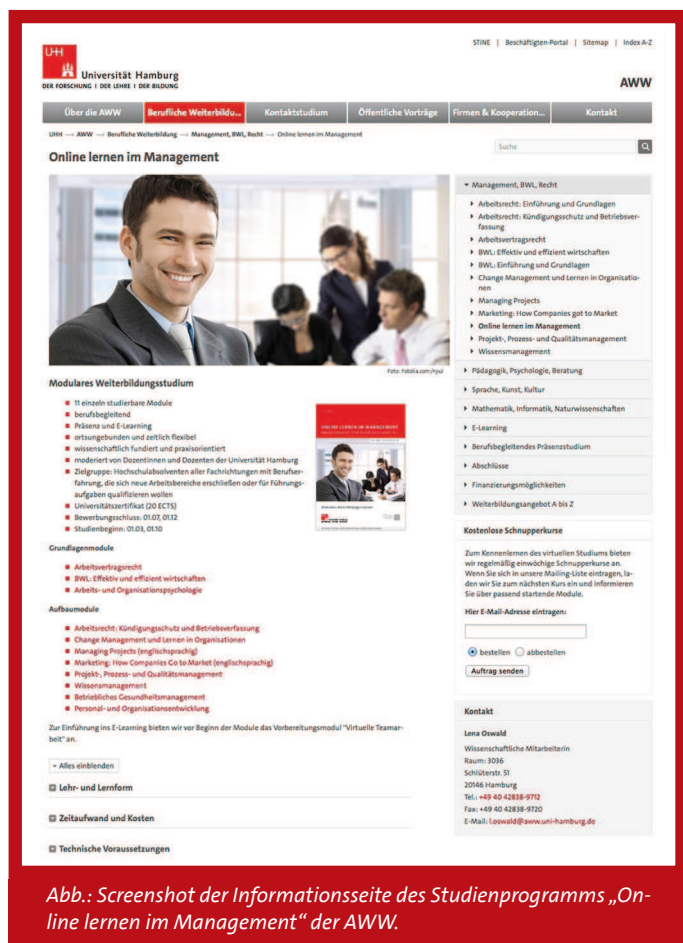 STiNE | Beschäftigten-Portal | Sitemap | Index A-Z
UH
Universität Hamburg
DER FORSCHUNG | DER LEHRE | DER BILDUNG
AWW
Über die AWW Berufliche Weiterbildu... Kontaktstudium Öffentliche Vorträge Firmen & Kooperation... Kontakt
UHH → AWW → Berufliche Weiterbildung → Management, BWL, Recht → Online lernen im Management
Suche
Online lernen im Management
Foto: Fotolia.com/nyul
Modulares Weiterbildungsstudium
11 einzeln studierbare Module
berufsbegleitend
Präsenz und E-Learning
ortsungebunden und zeitlich flexibel
wissenschaftlich fundiert und praxisorientiert
moderiert von Dozentinnen und Dozenten der Universität Hamburg
Zielgruppe: Hochschulabsolventen aller Fachrichtungen mit Berufser-
fahrung, die sich neue Arbeitsbereiche erschließen oder für Führungs-
aufgaben qualifizieren wollen
Universitätszertifikat (20 ECTS)
Bewerbungsschluss: 01.07, 01.12
Studienbeginn: 01.03, 01.10
ONLINE LERNEN IM MANAGEMENT
Grundlagenmodule
Arbeitsvertragsrecht
BWL: Effektiv und effizient wirtschaften
Arbeits- und Organisationspsychologie
Aufbaumodule
Arbeitsrecht: Kündigungsschutz und Betriebsverfassung
Change Management und Lernen in Organisationen
Managing Projects (englischsprachig)
Marketing: How Companies Go to Market (englischsprachig)
Projekt-, Prozess- und Qualitätsmanagement
Wissensmanagement
Betriebliches Gesundheitsmanagement
Personal- und Organisationsentwicklung
Zur Einführung ins E-Learning bieten wir vor Beginn der Module das Vorbereitungsmodul "Virtuelle Teamar-
beit" an.
+ Alles einblenden
Lehr- und Lernform
Zeitaufwand und Kosten
Technische Voraussetzungen
Management, BWL, Recht
Arbeitsrecht: Einführung und Grundlagen
Arbeitsrecht: Kündigungsschutz und Betriebsver-
fassung
Arbeitsvertragsrecht
BWL: Effektiv und effizient wirtschaften
BWL: Einführung und Grundlagen
Change Management und Lernen in Organisatio-
nen
Managing Projects
Marketing: How Companies got to Market
Online lernen im Management
Projekt-, Prozess- und Qualitätsmanagement
Wissensmanagement
Pädagogik, Psychologie, Beratung
Sprache, Kunst, Kultur
Mathematik, Informatik, Naturwissenschaften
E-Learning
Berufsbegleitendes Präsenzstudium
Abschlüsse
Finanzierungsmöglichkeiten
Weiterbildungsangebot A bis Z
Kostenlose Schnupperkurse
Zum Kennenlernen des virtuellen Studiums bieten
wir regelmäßig einwöchige Schnupperkurse an.
Wenn Sie sich in unsere Mailing-Liste eintragen, la-
den wir Sie zum nächsten Kurs ein und informieren
Sie über passend startende Module.
Hier E-Mail-Adresse eintragen:
bestellen abbestellen
Auftrag senden
Kontakt
Lena Oswald
Wissenschaftliche Mitarbeiterin
Raum: 3036
Schlüterstr. 51
20146 Hamburg
Tel.: +49 40 42838-9712
Fax: +49 40 42838-9720
E-Mail: l.oswald@aww.uni-hamburg.de
Abb.: Screenshot der Informationsseite des Studienprogramms „On-
line lernen im Management“ der AWW.